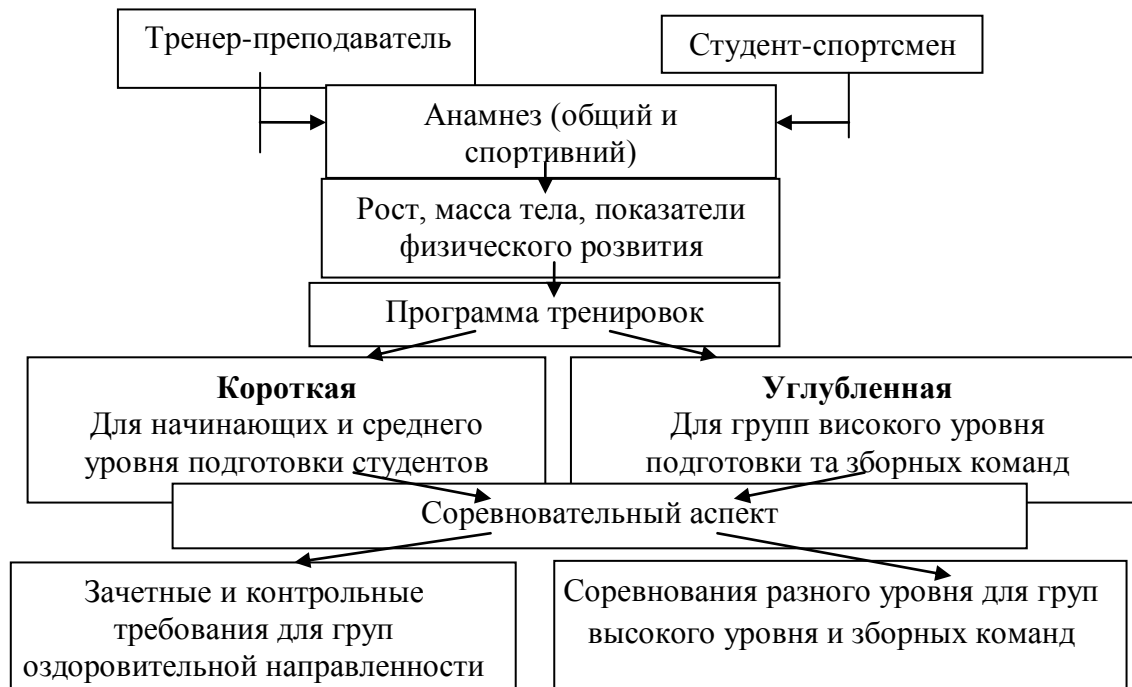 Тренер-преподаватель
Студент-спортсмен
Анамнез (общий и
спортивний)
Рост, масса тела, показатели
физического розвития
Программа тренировок
Короткая
Для начинающих и среднего
уровня подготовки студентов
Углубленная
Для групп високого уровня
подготовки та зборных команд
Соревновательный аспект
Зачетные и контрольные
требования для груп
оздоровительной направленности
Соревнования разного уровня для груп
высокого уровня и зборных команд